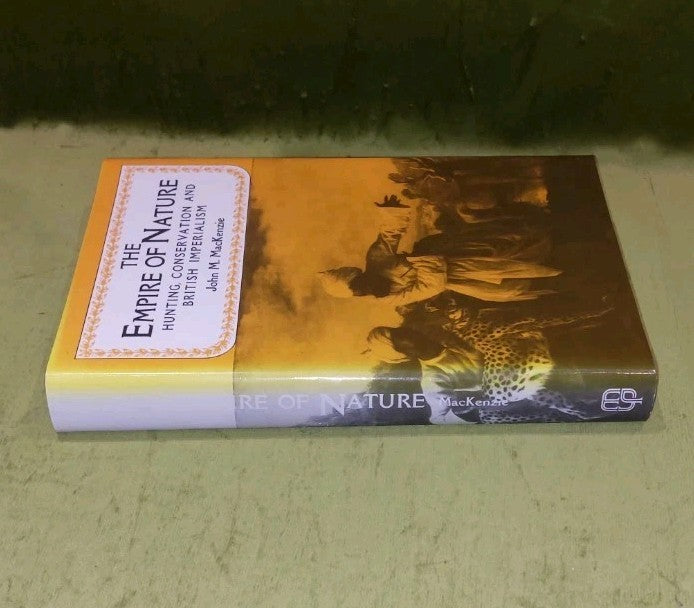 THE
EMPIRE OF NATURE
HUNTING, CONSERVATION AND
BRITISH IMPERIALISM
John M. MacKenzie
RE OF NATURE MacKenzie